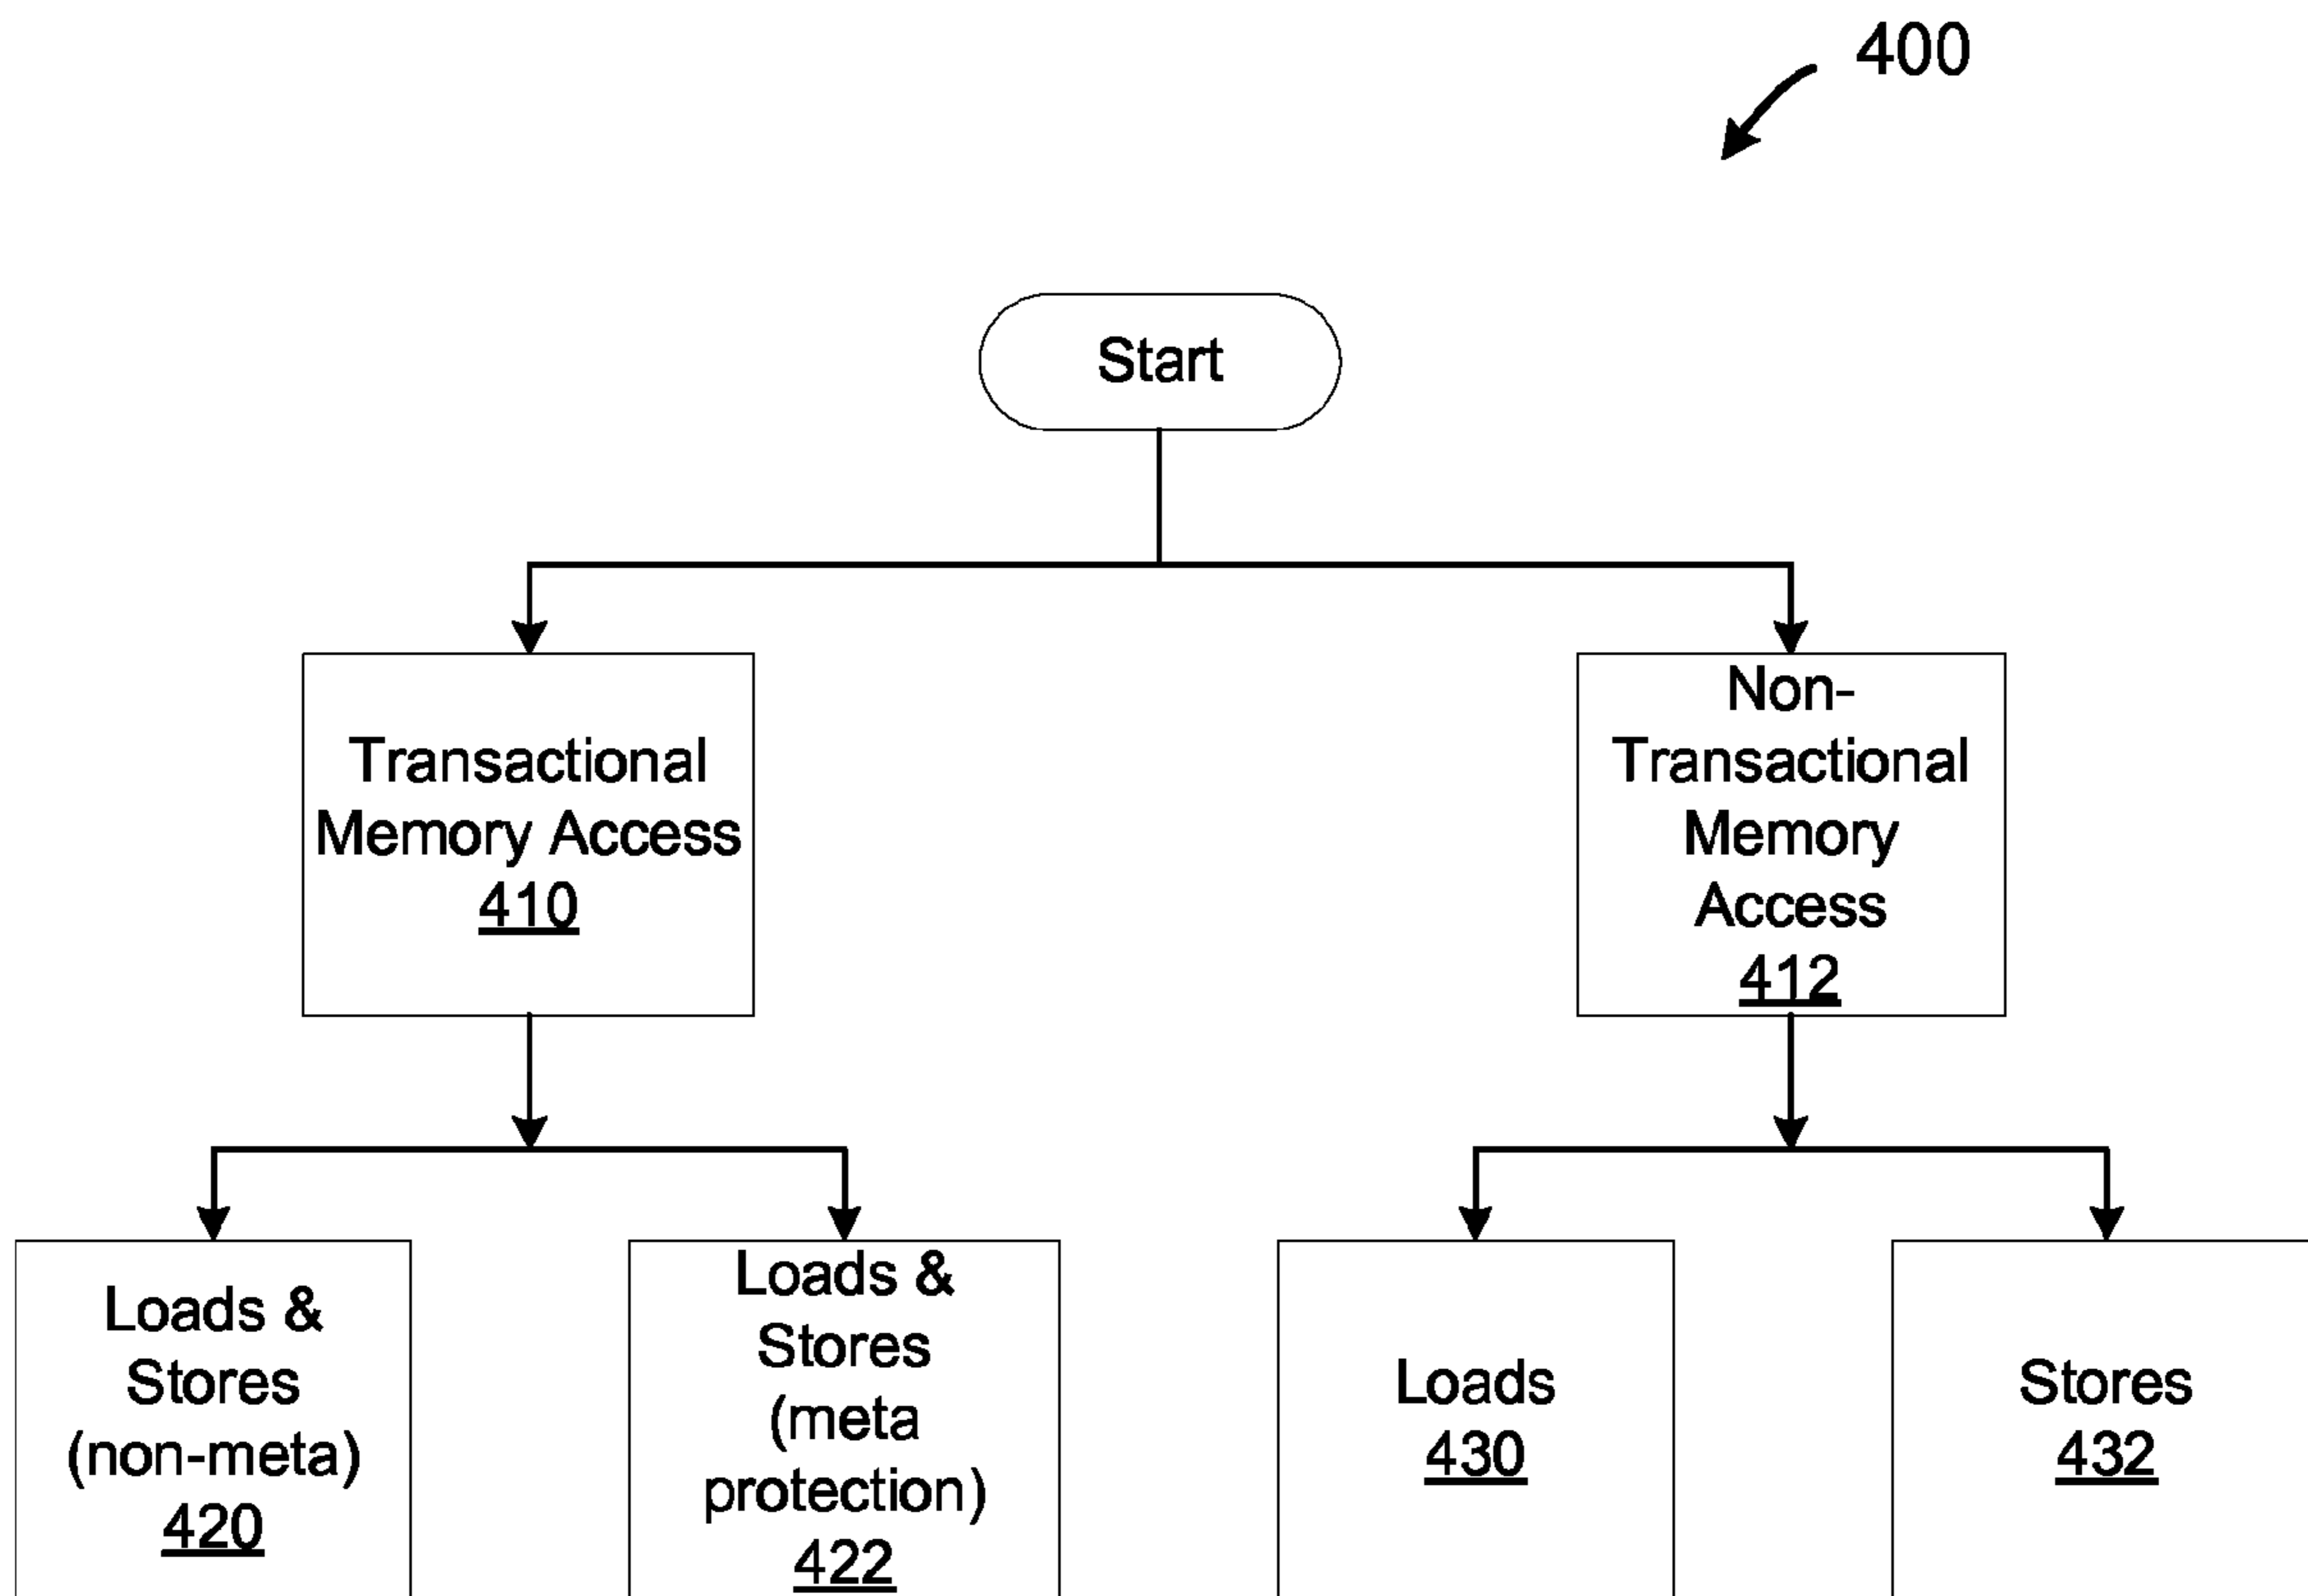 400
Start
Transactional
Memory Access
410
Non-
Transactional
Memory
Access
412
Loads &
Stores
(non-meta)
420
Loads &
Stores
(meta
protection)
422
Loads
430
Stores
432